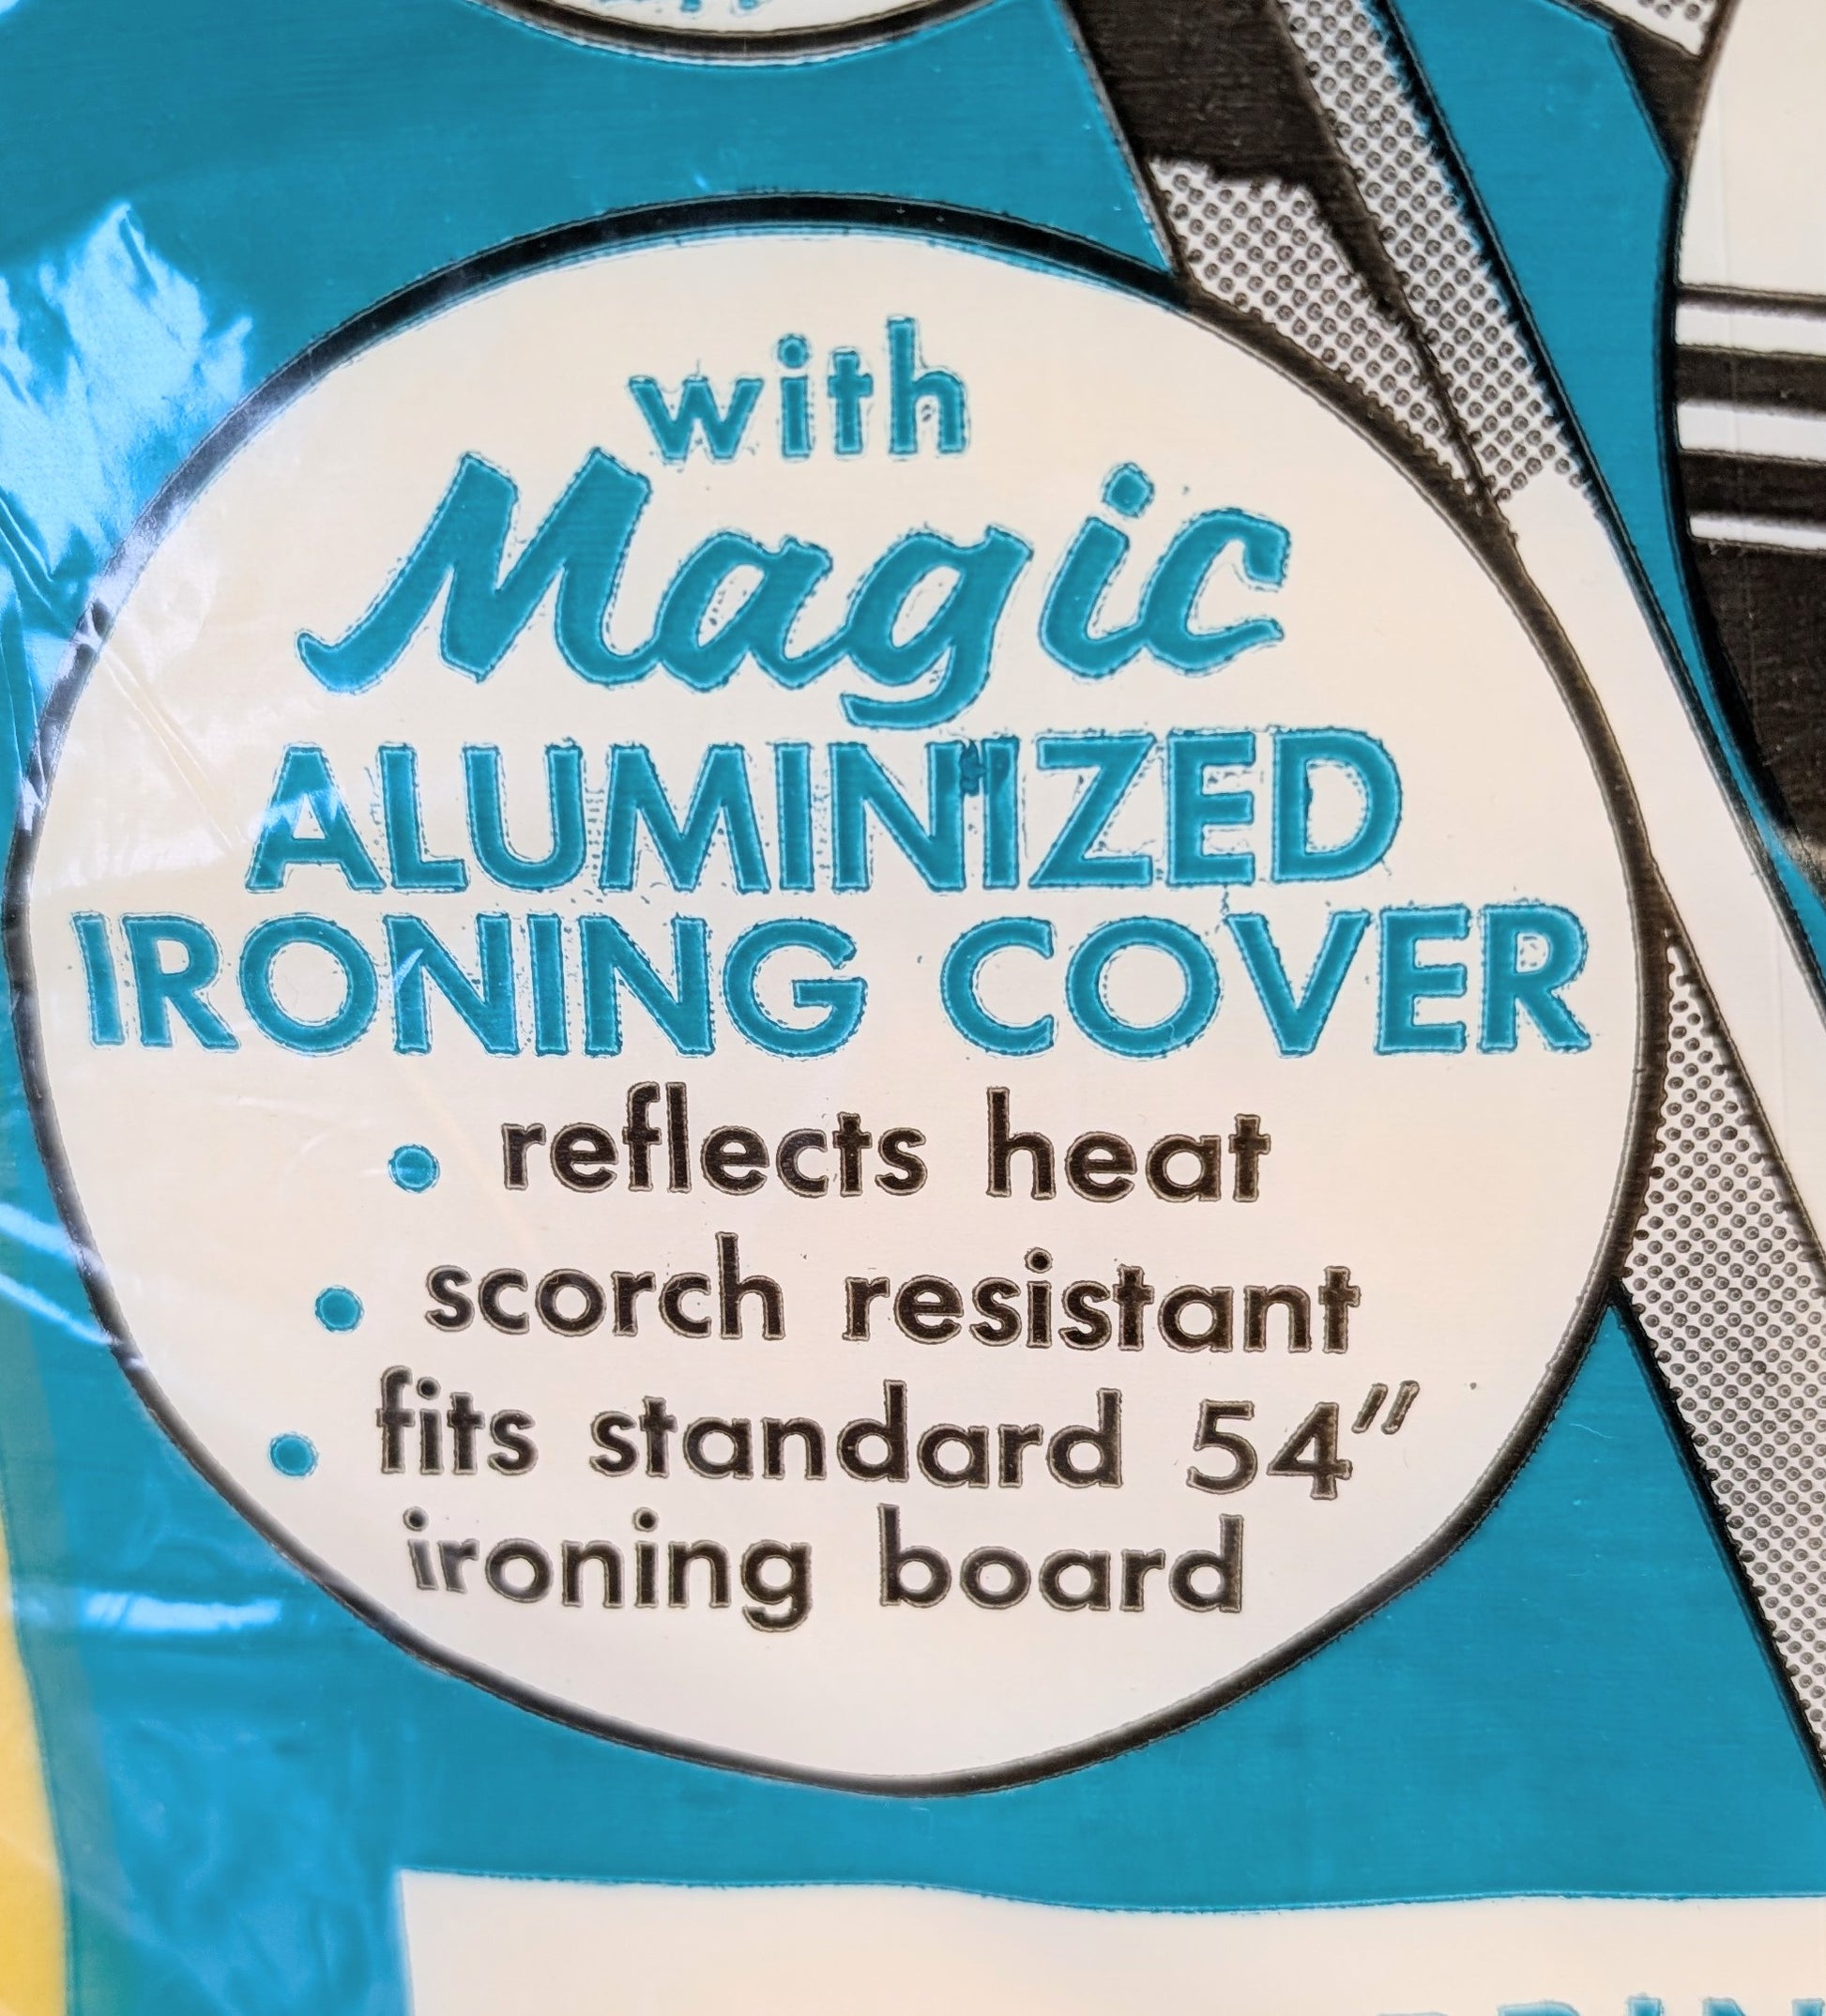 with
Magic
ALUMINIZED
IRONING COVER
• reflects heat
• scorch resistant
• fits standard 54"
ironing board